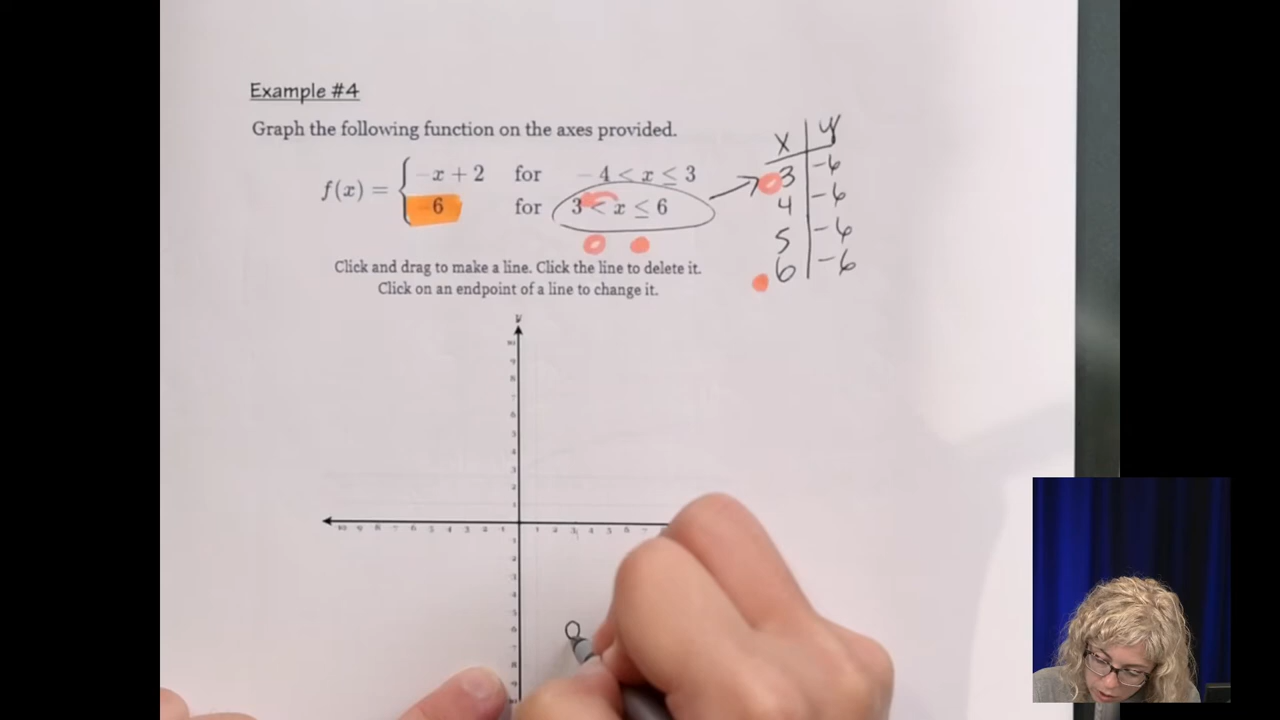 Example #4
Graph the following function on the axes provided.
f(x) = { -x + 2 for -4 < x ≤ 3
-6 for 3 < x ≤ 6
Click and drag to make a line. Click the line to delete it.
Click on an endpoint of a line to change it.
x y
3 -6
4 -6
5 -6
6 -6
y